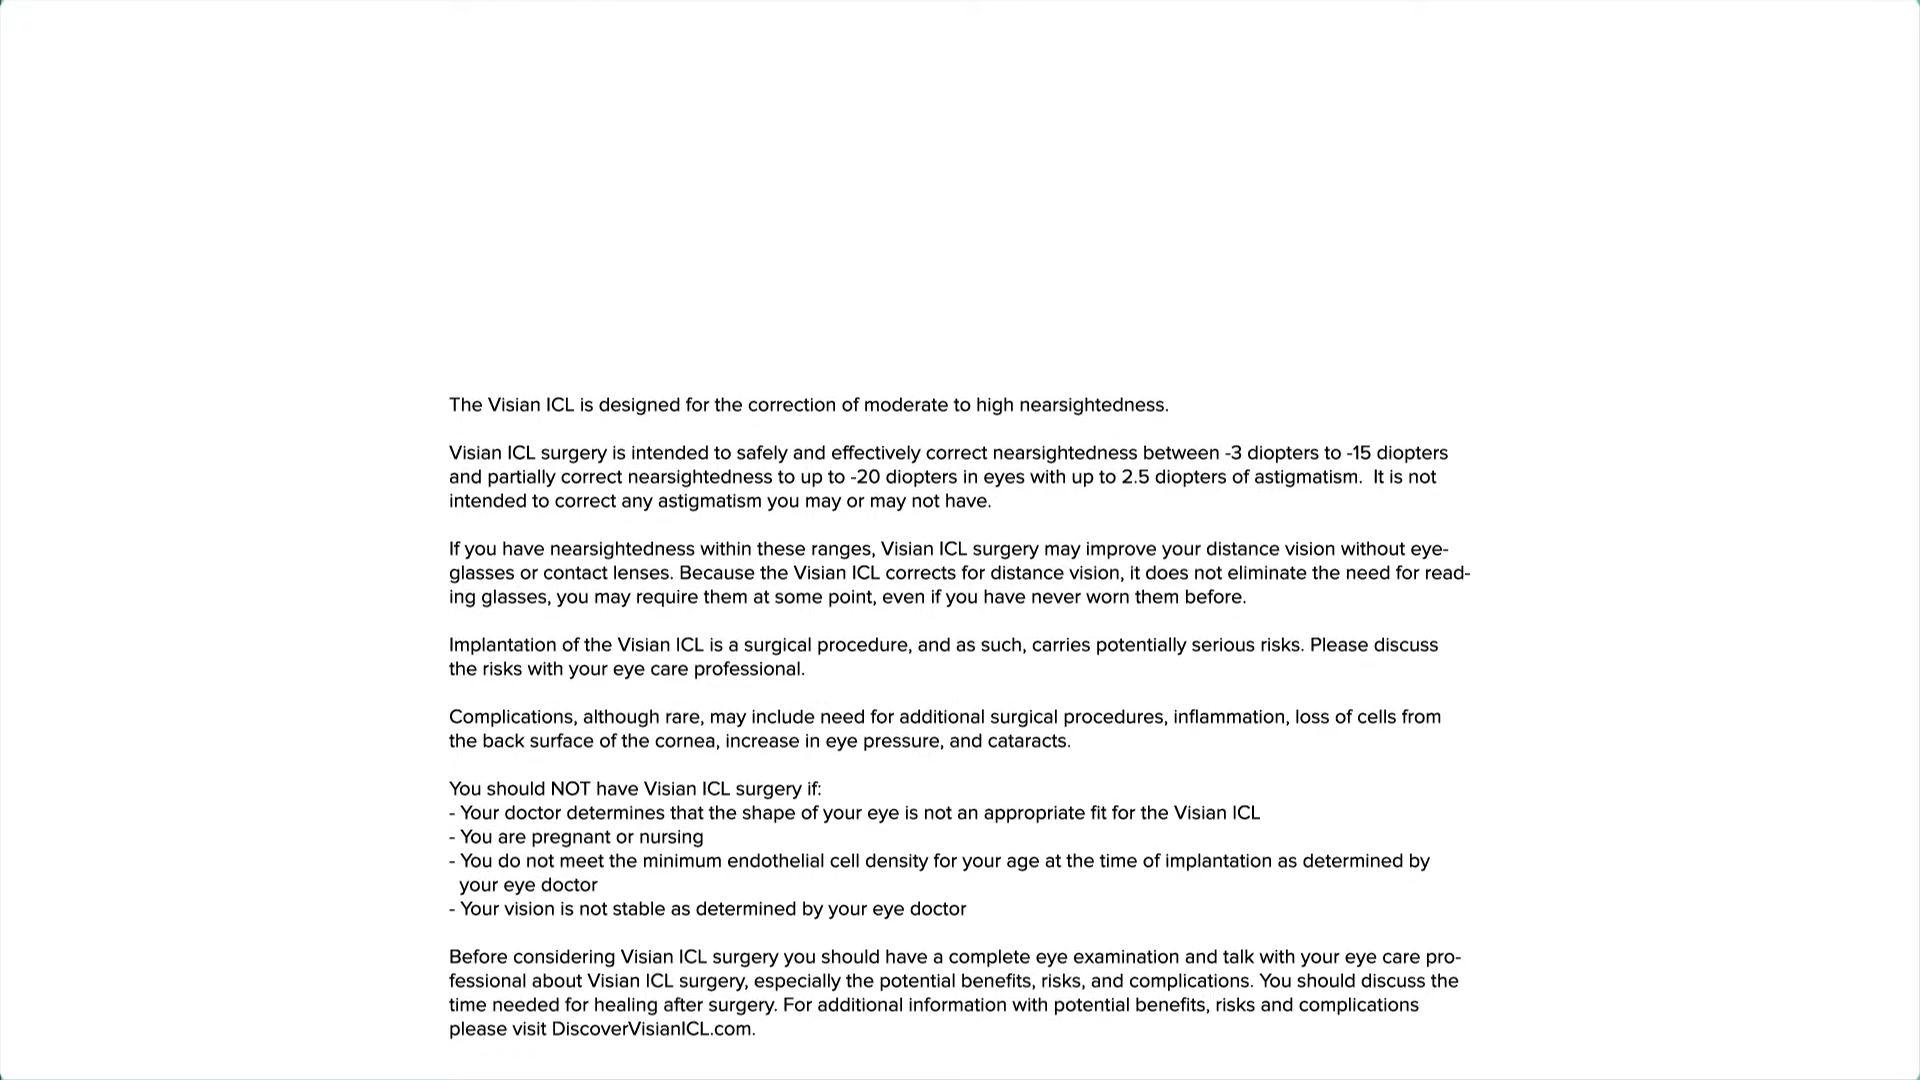 The Visian ICL is designed for the correction of moderate to high nearsightedness.
Visian ICL surgery is intended to safely and effectively correct nearsightedness between -3 diopters to -15 diopters
and partially correct nearsightedness to up to -20 diopters in eyes with up to 2.5 diopters of astigmatism.  It is not
intended to correct any astigmatism you may or may not have.
If you have nearsightedness within these ranges, Visian ICL surgery may improve your distance vision without eye-
glasses or contact lenses. Because the Visian ICL corrects for distance vision, it does not eliminate the need for read-
ing glasses, you may require them at some point, even if you have never worn them before.
Implantation of the Visian ICL is a surgical procedure, and as such, carries potentially serious risks. Please discuss
the risks with your eye care professional.
Complications, although rare, may include need for additional surgical procedures, inflammation, loss of cells from
the back surface of the cornea, increase in eye pressure, and cataracts.
You should NOT have Visian ICL surgery if:
- Your doctor determines that the shape of your eye is not an appropriate fit for the Visian ICL
- You are pregnant or nursing
- You do not meet the minimum endothelial cell density for your age at the time of implantation as determined by
your eye doctor
- Your vision is not stable as determined by your eye doctor
Before considering Visian ICL surgery you should have a complete eye examination and talk with your eye care pro-
fessional about Visian ICL surgery, especially the potential benefits, risks, and complications. You should discuss the
time needed for healing after surgery. For additional information with potential benefits, risks and complications
please visit DiscoverVisianICL.com.